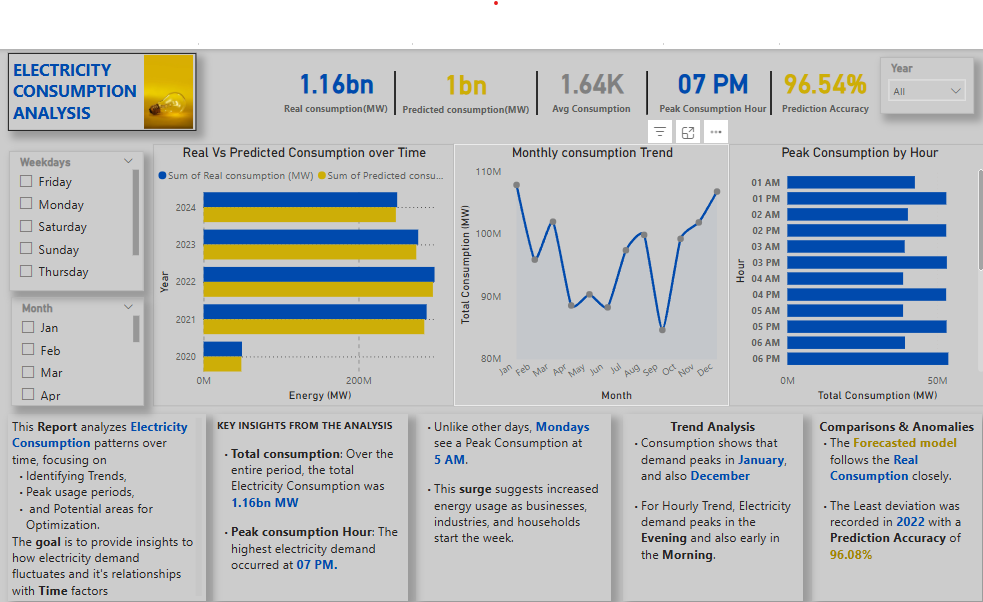 ELECTRICITY
CONSUMPTION
ANALYSIS
1.16bn
Real consumption(MW)
1bn
Predicted consumption(MW)
1.64K
Avg Consumption
07 PM
Peak Consumption Hour
96.54%
Prediction Accuracy
Year
All
Weekdays
Friday
Monday
Saturday
Sunday
Thursday
Month
Jan
Feb
Mar
Apr
Real Vs Predicted Consumption over Time
Sum of Real consumption (MW) Sum of Predicted consu...
Year
2024
2023
2022
2021
2020
0M 200M
Energy (MW)
Monthly consumption Trend
Total Consumption (MW)
110M
100M
90M
80M
Jan Feb Mar Apr May Jun Jul Aug Sep Oct Nov Dec
Month
Peak Consumption by Hour
Hour
01 AM
01 PM
02 AM
02 PM
03 AM
03 PM
04 AM
04 PM
05 AM
05 PM
06 AM
06 PM
0M 50M
Total Consumption (MW)
This Report analyzes Electricity
Consumption patterns over
time, focusing on
• Identifying Trends,
• Peak usage periods,
• and Potential areas for
Optimization.
The goal is to provide insights to
how electricity demand
fluctuates and it's relationships
with Time factors
KEY INSIGHTS FROM THE ANALYSIS
• Total consumption: Over the
entire period, the total
Electricity Consumption was
1.16bn MW
• Peak consumption Hour: The
highest electricity demand
occurred at 07 PM.
• Unlike other days, Mondays
see a Peak Consumption at
5 AM.
• This surge suggests increased
energy usage as businesses,
industries, and households
start the week.
Trend Analysis
• Consumption shows that
demand peaks in January,
and also December
• For Hourly Trend, Electricity
demand peaks in the
Evening and also early in
the Morning.
Comparisons & Anomalies
• The Forecasted model
follows the Real
Consumption closely.
• The Least deviation was
recorded in 2022 with a
Prediction Accuracy of
96.08%